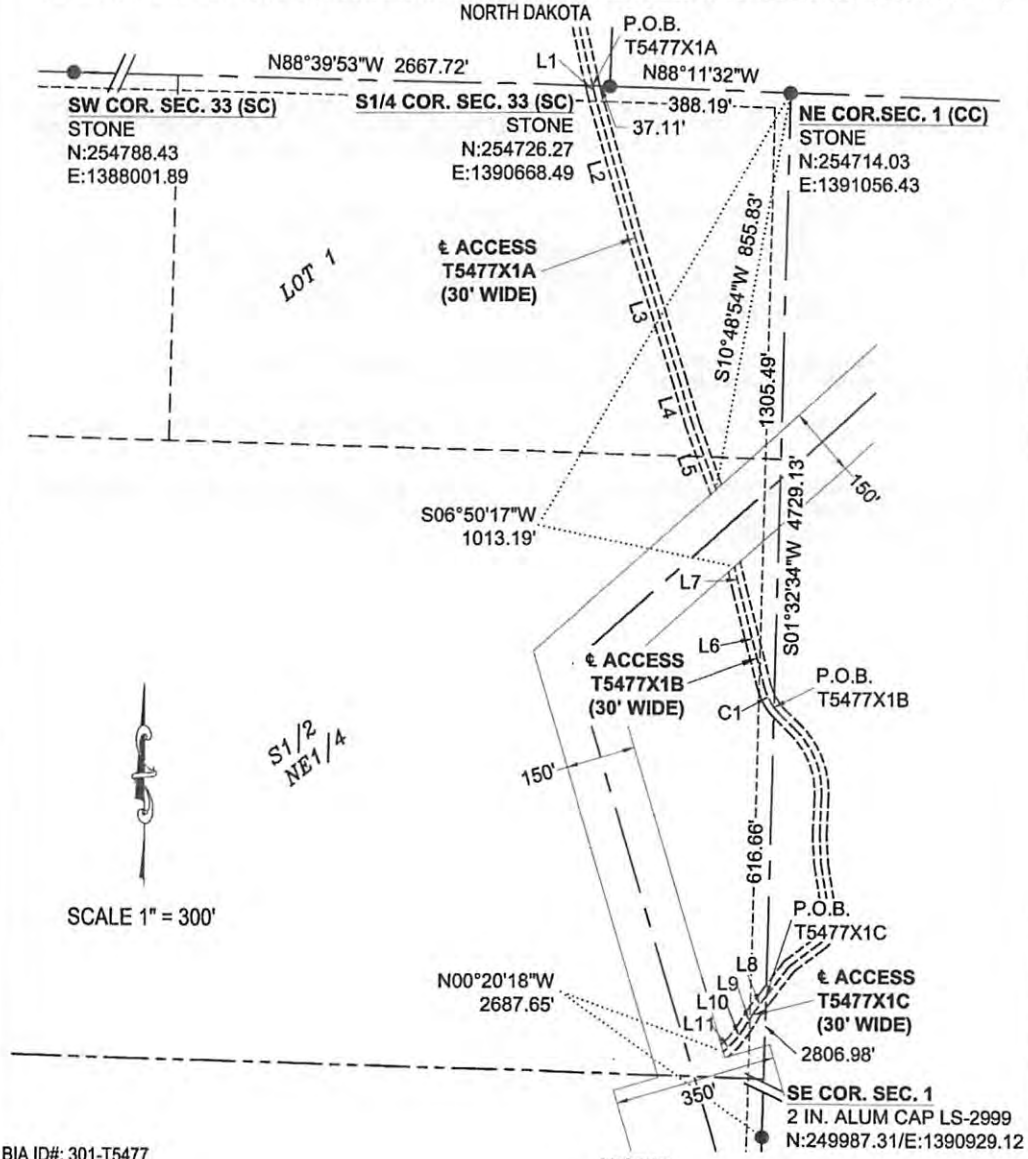 NORTH DAKOTA
P.O.B.
T5477X1A
L1
N88°39'53"W 2667.72'
N88°11'32"W
SW COR. SEC. 33 (SC)
STONE
N:254788.43
E:1388001.89
S1/4 COR. SEC. 33 (SC)
STONE
N:254726.27
E:1390668.49
388.19'
37.11'
NE COR.SEC. 1 (CC)
STONE
N:254714.03
E:1391056.43
L2
LOT 1
℄ ACCESS
T5477X1A
(30' WIDE)
L3
S10°48'54"W 855.83'
1305.49'
L4
L5
150'
S06°50'17"W
1013.19'
S01°32'34"W 4729.13'
L7
L6
℄ ACCESS
T5477X1B
(30' WIDE)
C1
P.O.B.
T5477X1B
S1/2
NE1/4
150'
616.66'
SCALE 1" = 300'
P.O.B.
T5477X1C
N00°20'18"W
2687.65'
L8
L9
L10
L11
℄ ACCESS
T5477X1C
(30' WIDE)
2806.98'
350'
SE COR. SEC. 1
2 IN. ALUM CAP LS-2999
N:249987.31/E:1390929.12
BIA ID#: 301-T5477